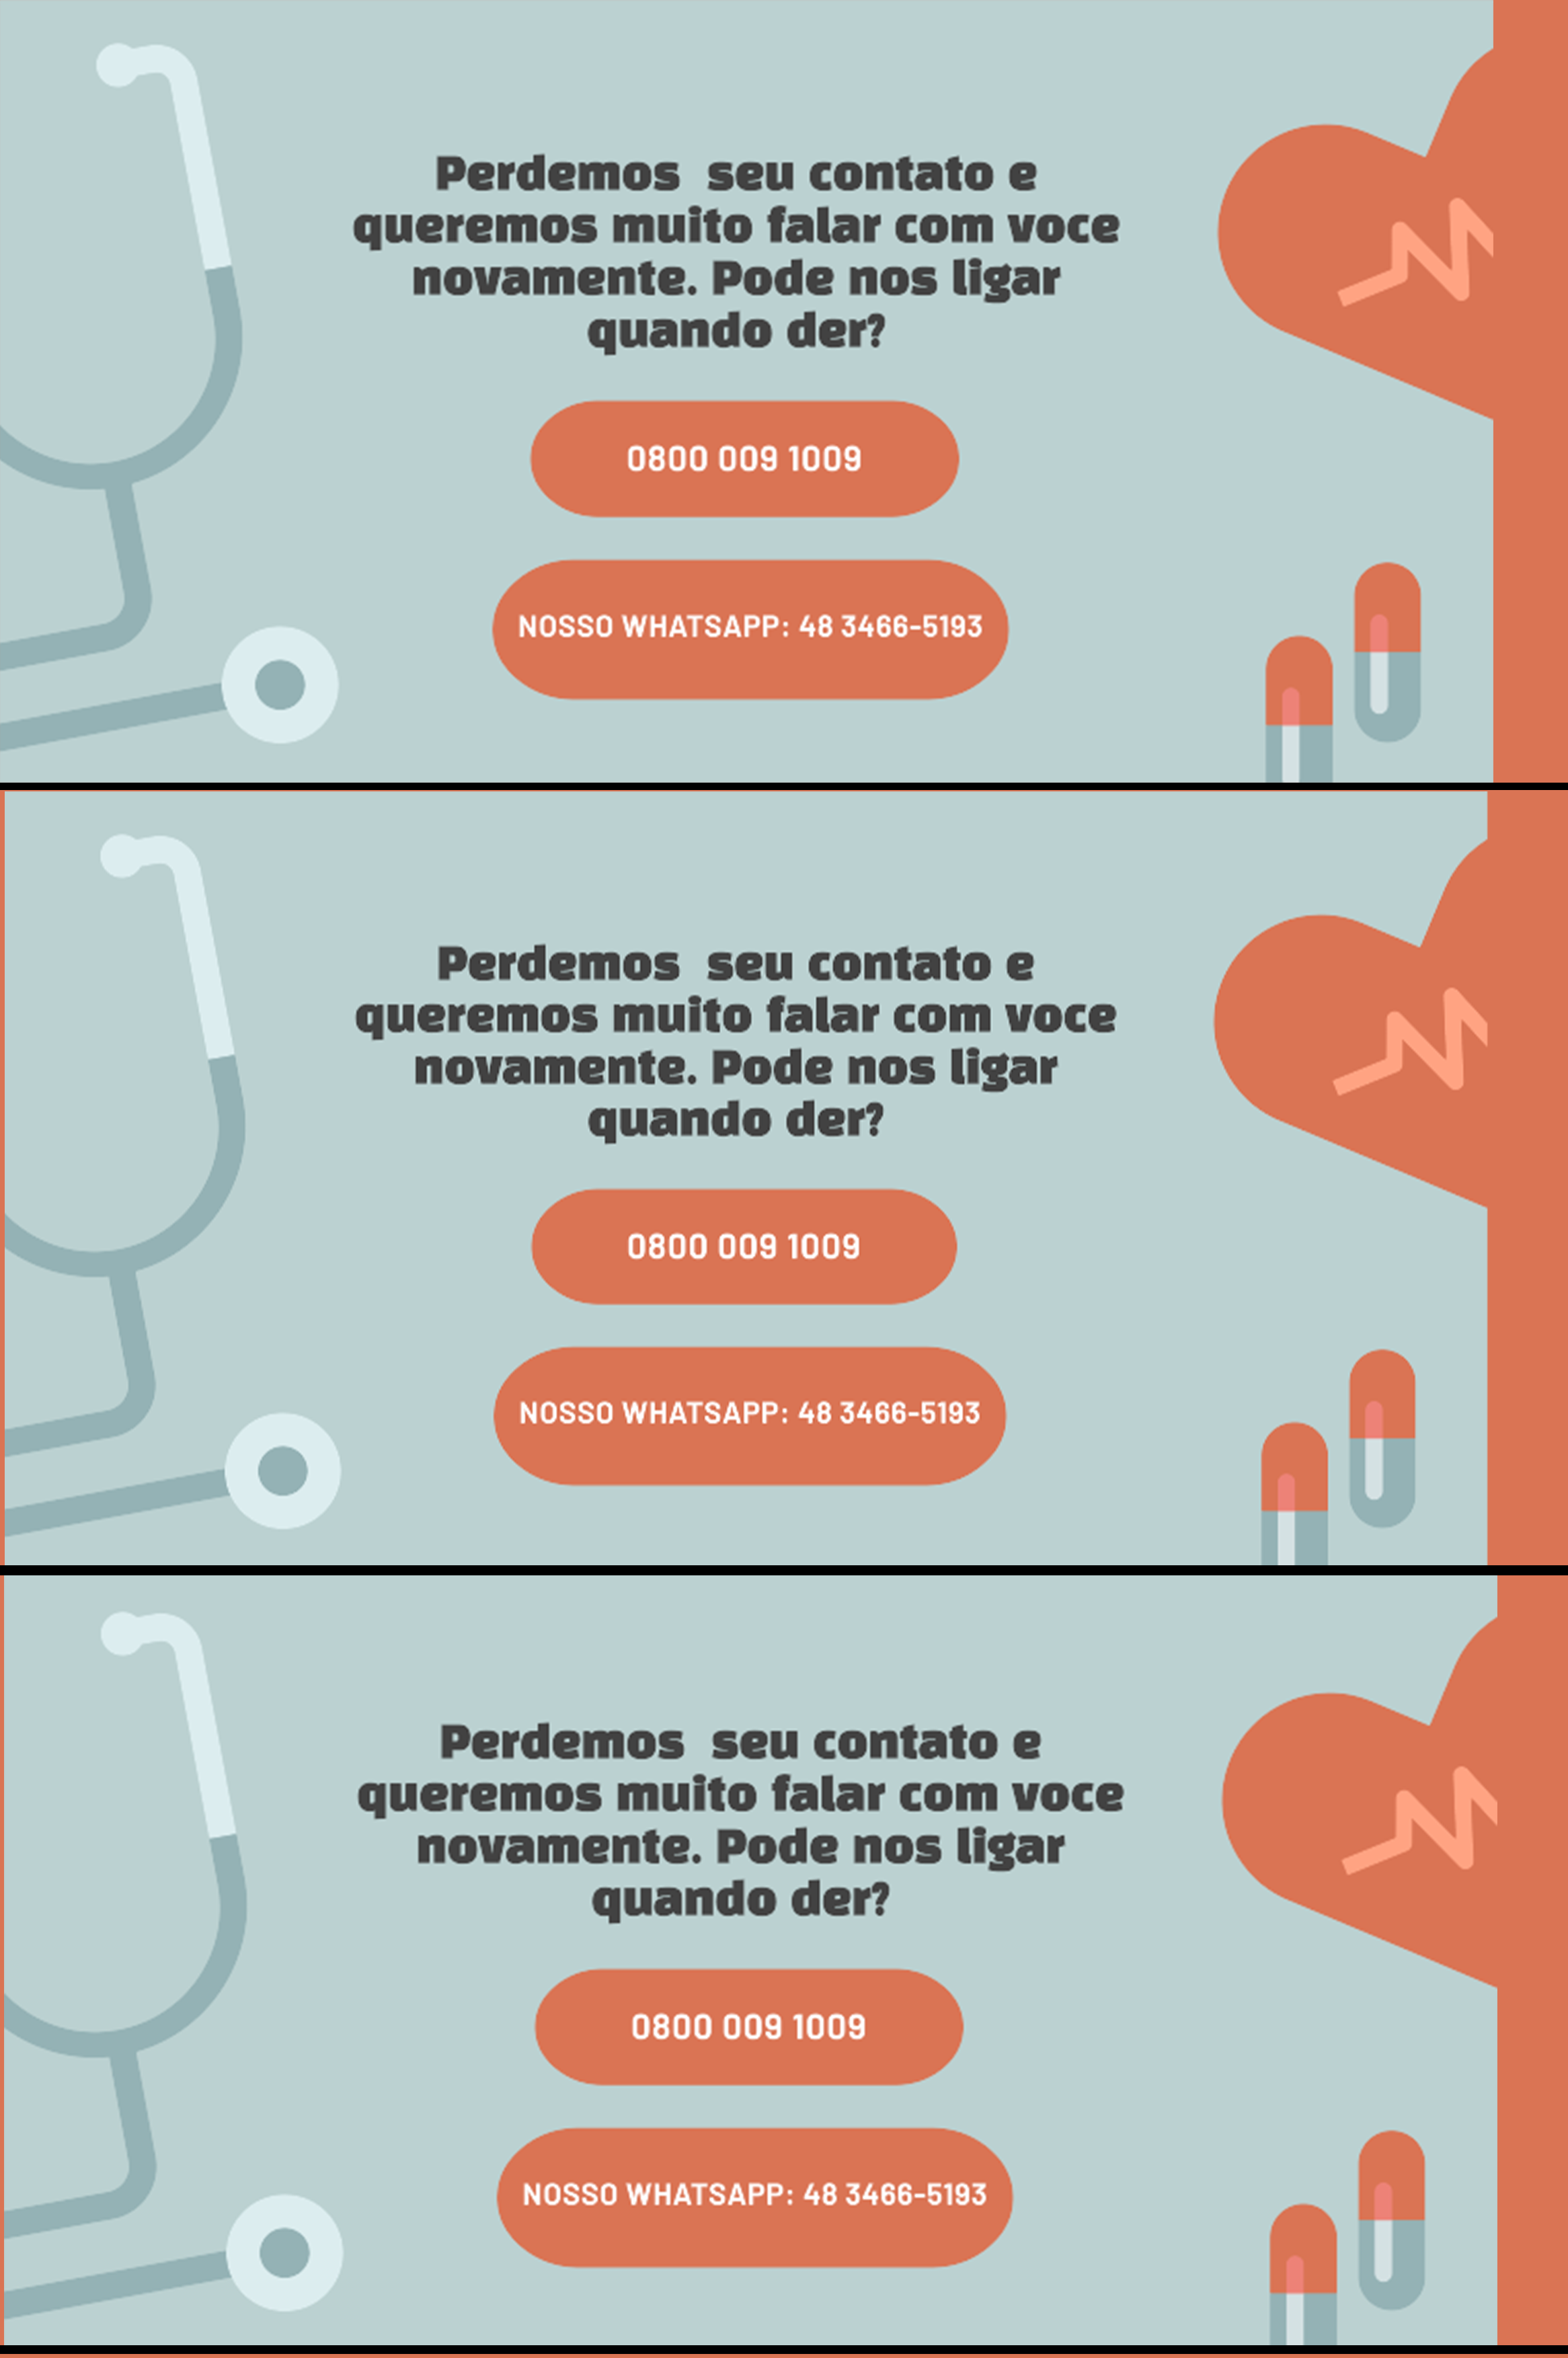 Perdemos  seu contato e
queremos muito falar com voce
novamente. Pode nos ligar
quando der?
0800 009 1009
NOSSO WHATSAPP: 48 3466-5193
Perdemos  seu contato e
queremos muito falar com voce
novamente. Pode nos ligar
quando der?
0800 009 1009
NOSSO WHATSAPP: 48 3466-5193
Perdemos  seu contato e
queremos muito falar com voce
novamente. Pode nos ligar
quando der?
0800 009 1009
NOSSO WHATSAPP: 48 3466-5193